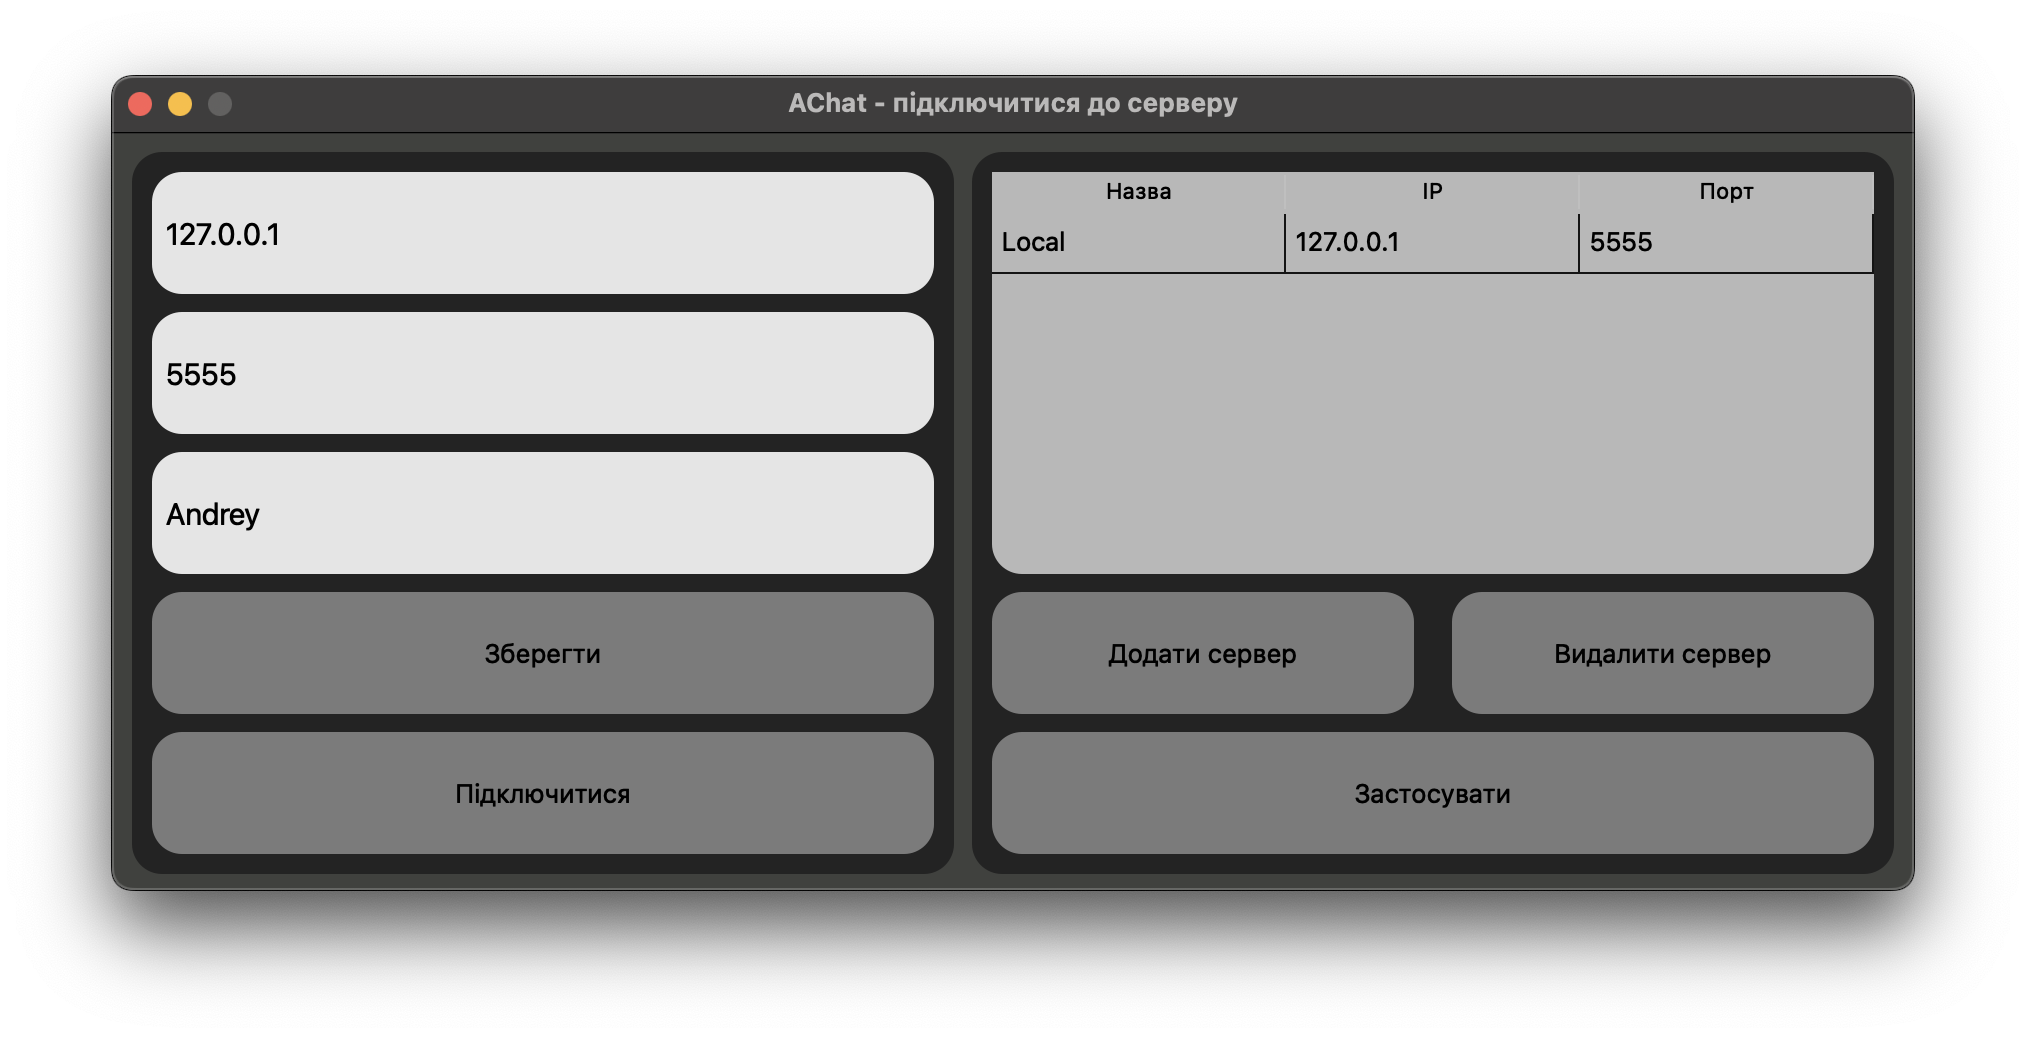 AChat - підключитися до серверу
127.0.0.1
5555
Andrey
Зберегти
Підключитися
Назва IP Порт
Local 127.0.0.1 5555
Додати сервер Видалити сервер
Застосувати